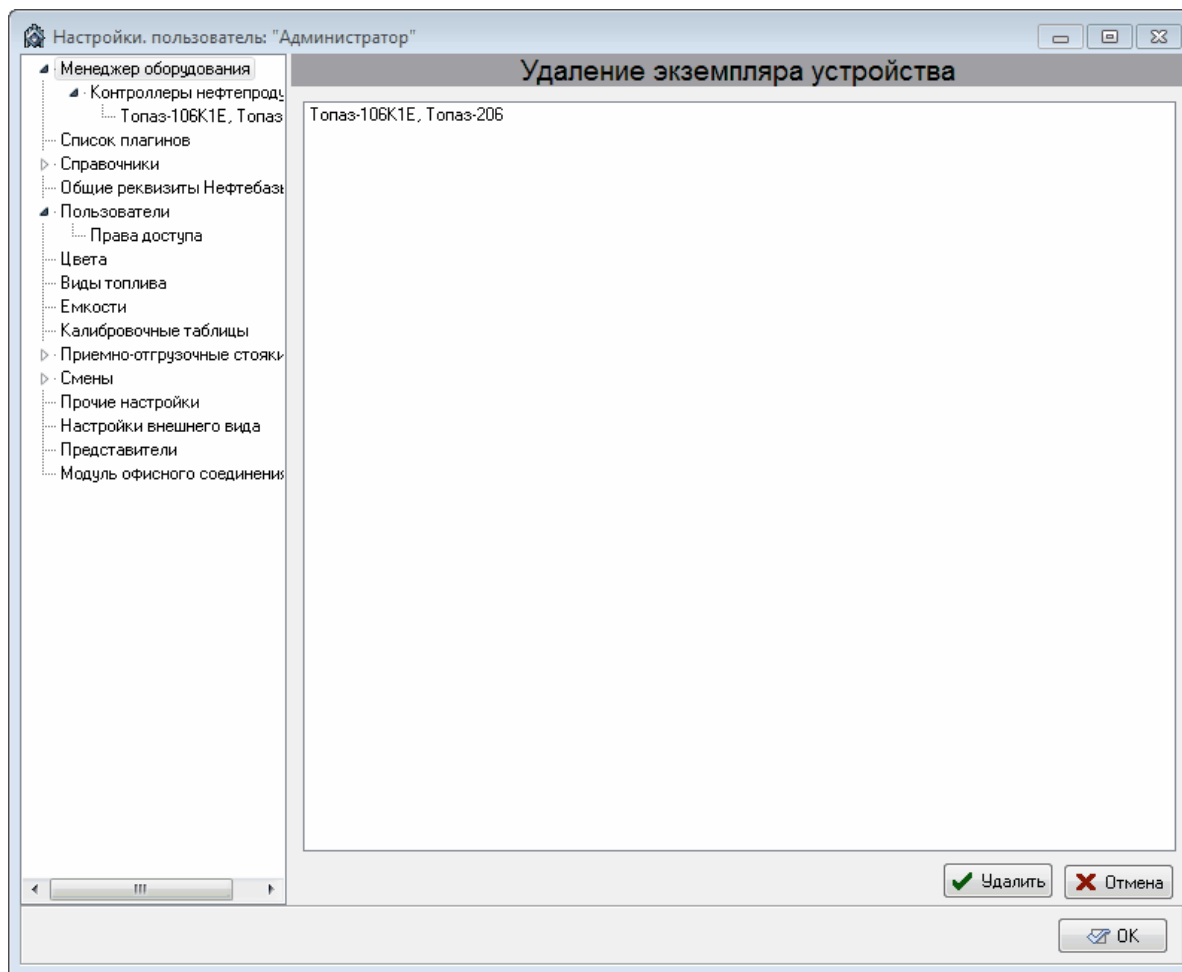 Настройки. пользователь: "Администратор"
Менеджер оборудования
Контроллеры нефтепроду
Топаз-106К1Е, Топаз
Список плагинов
Справочники
Общие реквизиты Нефтебазы
Пользователи
Права доступа
Цвета
Виды топлива
Емкости
Калибровочные таблицы
Приемно-отгрузочные стояки
Смены
Прочие настройки
Настройки внешнего вида
Представители
Модуль офисного соединения
Удаление экземпляра устройства
Топаз-106К1Е, Топаз-206
Удалить
Отмена
OK